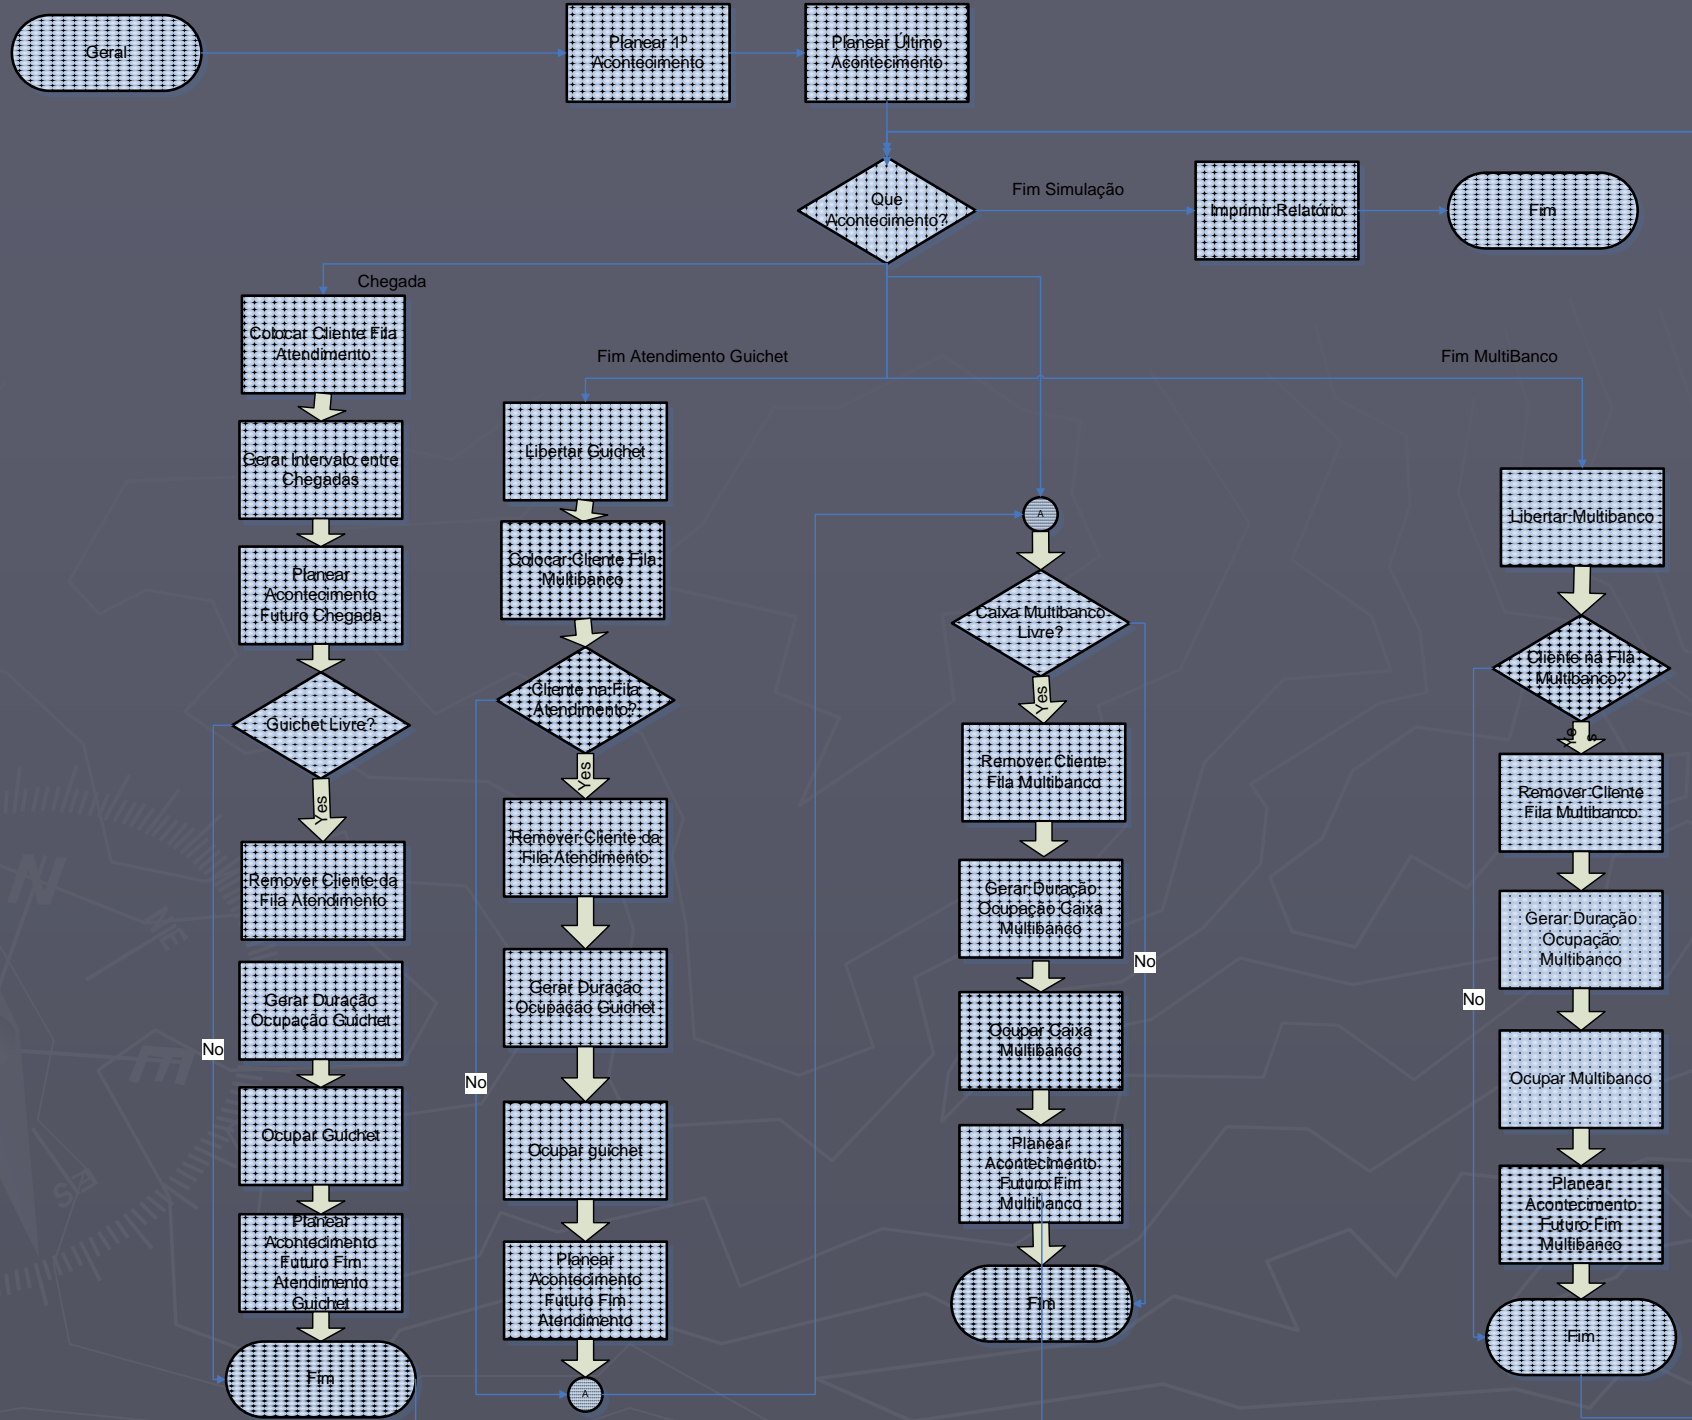 Geral
Planear 1º
Acontecimento
Planear Último
Acontecimento
Que
Acontecimento?
Fim Simulação
Imprimir Relatório
Fim
Chegada
Colocar Cliente Fila
Atendimento
Gerar Intervalo entre
Chegadas
Planear
Acontecimento
Futuro Chegada
Guichet Livre?
Yes
No
Remover Cliente da
Fila Atendimento
Gerar Duração
Ocupação Guichet
Ocupar Guichet
Planear
Acontecimento
Futuro Fim
Atendimento
Guichet
Fim
Fim Atendimento Guichet
Libertar Guichet
Colocar Cliente Fila
Multibanco
Cliente na Fila
Atendimento?
Yes
No
Remover Cliente da
Fila Atendimento
Gerar Duração
Ocupação Guichet
Ocupar guichet
Planear
Acontecimento
Futuro Fim
Atendimento
A
A
Caixa Multibanco
Livre?
Yes
No
Remover Cliente
Fila Multibanco
Gerar Duração
Ocupação Caixa
Multibanco
Ocupar Caixa
Multibanco
Planear
Acontecimento
Futuro Fim
Multibanco
Fim
Fim MultiBanco
Libertar Multibanco
Cliente na Fila
Multibanco?
Yes
No
Remover Cliente
Fila Multibanco
Gerar Duração
Ocupação
Multibanco
Ocupar Multibanco
Planear
Acontecimento
Futuro Fim
Multibanco
Fim
N
NE
E
SE